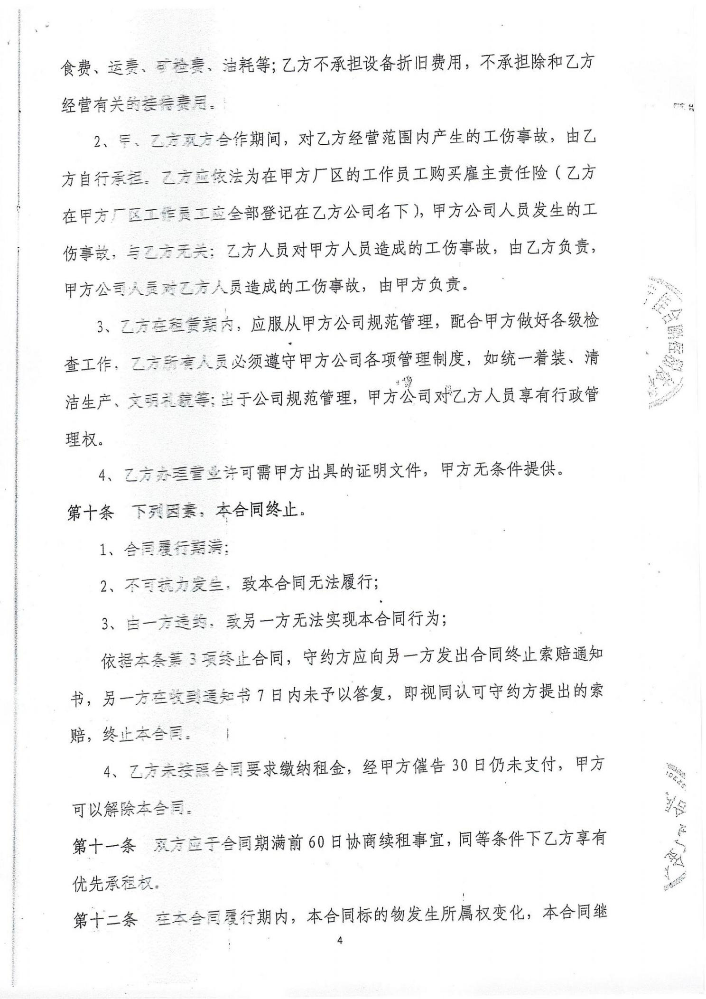 食费、运费、矿检费、油耗等;乙方不承担设备折旧费用，不承担除和乙方
经营有关的接待费用。
2、甲、乙方双方合作期间，对乙方经营范围内产生的工伤事故，由乙
方自行承担。乙方应依法为在甲方厂区的工作员工购买雇主责任险（乙方
在甲方厂区工作员工应全部登记在乙方公司名下），甲方公司人员发生的工
伤事故，与乙方无关；乙方人员对甲方人员造成的工伤事故，由乙方负责，
甲方公司人员对乙方人员造成的工伤事故，由甲方负责。
3、乙方在租赁期内，应服从甲方公司规范管理，配合甲方做好各级检
查工作，乙方所有人员必须遵守甲方公司各项管理制度，如统一着装、清
洁生产、文明礼貌等；出于公司规范管理，甲方公司对乙方人员享有行政管
理权。
4、乙方办理营业许可需甲方出具的证明文件，甲方无条件提供。
第十条　下列因素，本合同终止。
1、合同履行期满；
2、不可抗力发生，致本合同无法履行；
3、由一方违约，致另一方无法实现本合同行为；
依据本条第 3 项终止合同，守约方应向另一方发出合同终止索赔通知
书，另一方在收到通知书 7 日内未予以答复，即视同认可守约方提出的索
赔，终止本合同。
4、乙方未按照合同要求缴纳租金，经甲方催告 30 日仍未支付，甲方
可以解除本合同。
第十一条　双方应于合同期满前 60 日协商续租事宜，同等条件下乙方享有
优先承租权。
第十二条　在本合同履行期内，本合同标的物发生所属权变化，本合同继
4